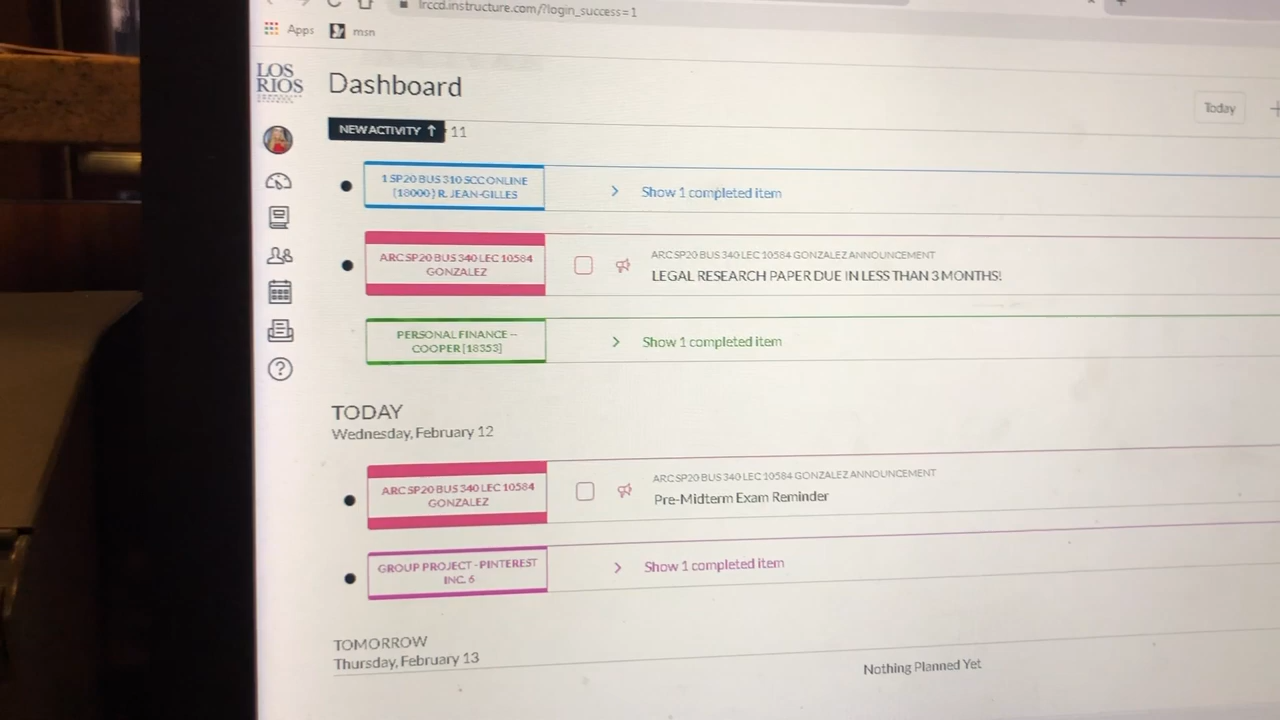 lrccd.instructure.com/?login_success=1
Apps
msn
LOS
RIOS
Dashboard
Today
NEW ACTIVITY ↑ 11
1 SP20 BUS 310 SCC ONLINE
(18000) R. JEAN-GILLES
Show 1 completed item
ARC SP20 BUS 340 LEC 10584
GONZALEZ
ARC SP20 BUS 340 LEC 10584 GONZALEZ ANNOUNCEMENT
LEGAL RESEARCH PAPER DUE IN LESS THAN 3 MONTHS!
PERSONAL FINANCE --
COOPER [18353]
Show 1 completed item
TODAY
Wednesday, February 12
ARC SP20 BUS 340 LEC 10584
GONZALEZ
ARC SP20 BUS 340 LEC 10584 GONZALEZ ANNOUNCEMENT
Pre-Midterm Exam Reminder
GROUP PROJECT - PINTEREST
INC. 6
Show 1 completed item
TOMORROW
Thursday, February 13
Nothing Planned Yet